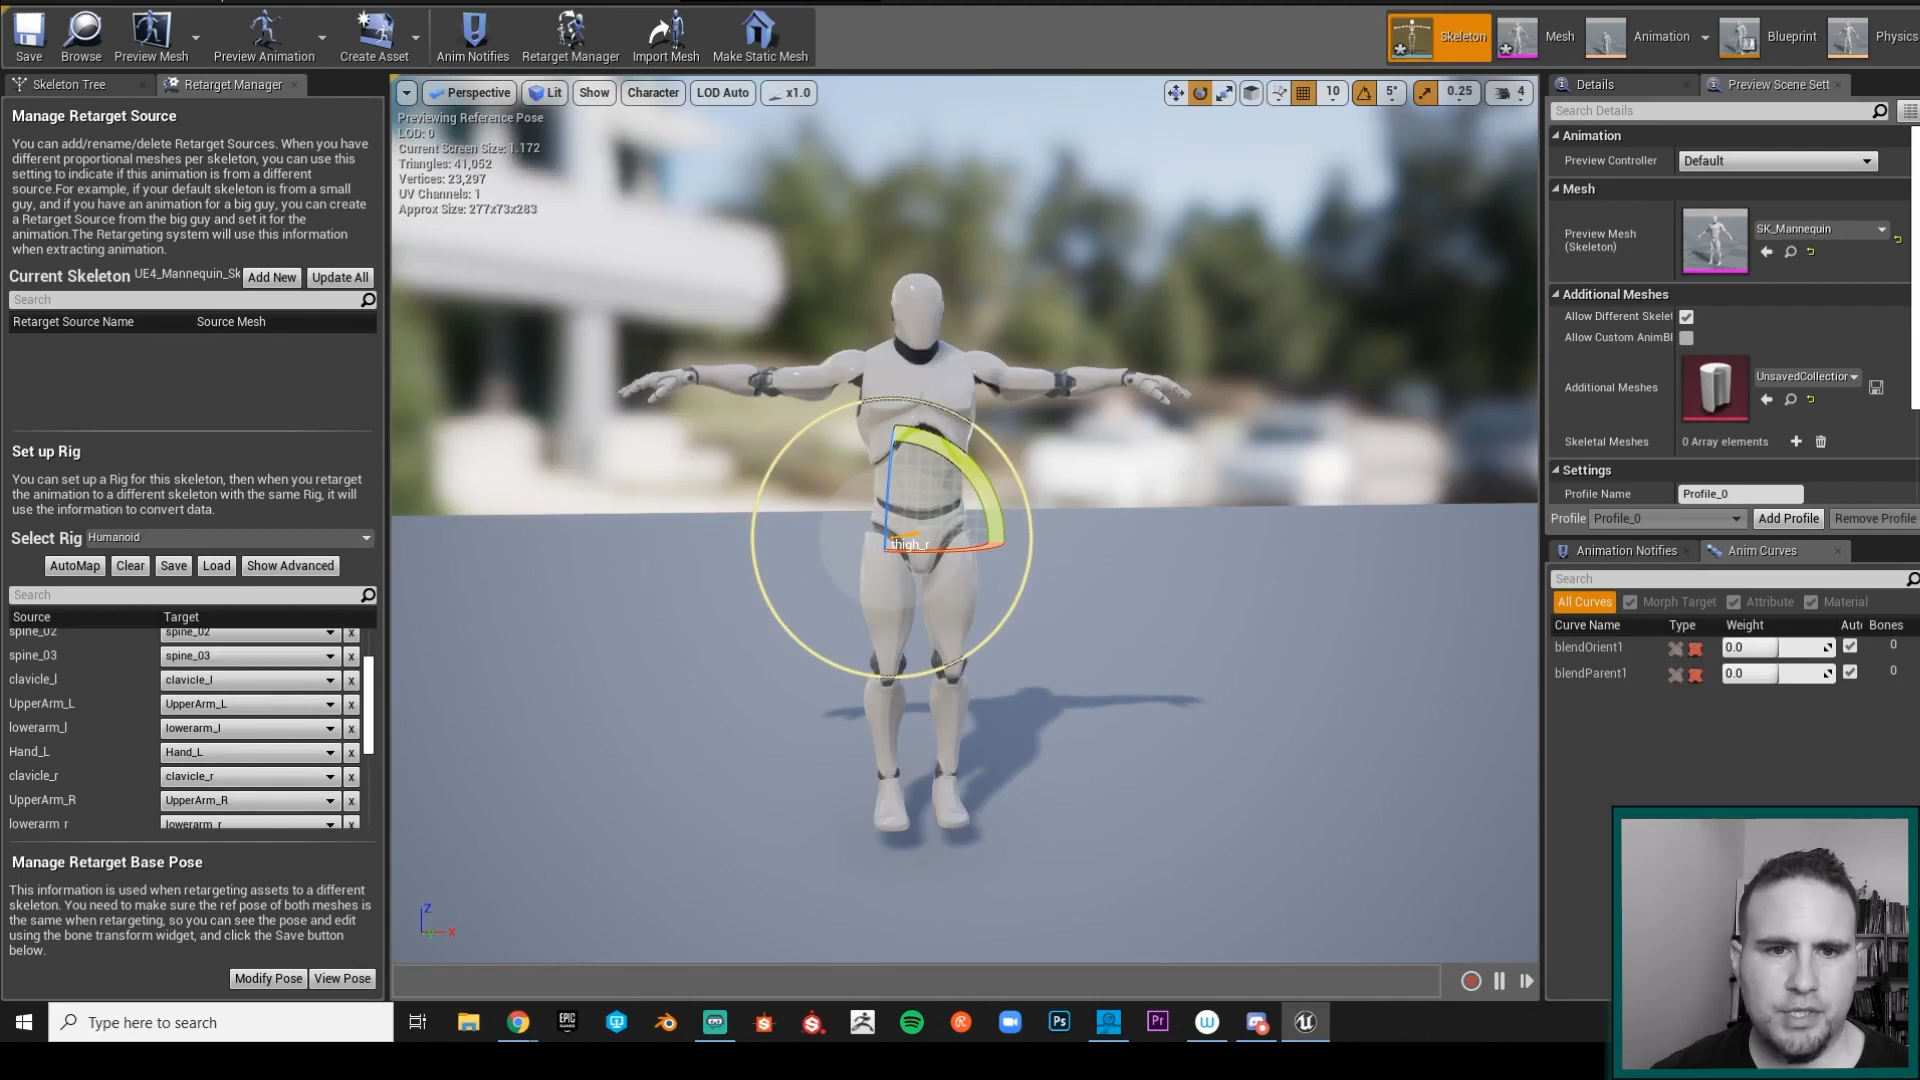 Save
Browse
Preview Mesh
Preview Animation
Create Asset
Anim Notifies
Retarget Manager
Import Mesh
Make Static Mesh
Skeleton
Mesh
Animation
Blueprint
Physics
Skeleton Tree
Retarget Manager
Manage Retarget Source
You can add/rename/delete Retarget Sources. When you have
different proportional meshes per skeleton, you can use this
setting to indicate if this animation is from a different
source.For example, if your default skeleton is from a small
guy, and if you have an animation for a big guy, you can create
a Retarget Source from the big guy and set it for the
animation.The Retargeting system will use this information
when extracting animation.
Current Skeleton UE4_Mannequin_Sk Add New Update All
Search
Retarget Source Name Source Mesh
Set up Rig
You can set up a Rig for this skeleton, then when you retarget
the animation to a different skeleton with the same Rig, it will
use the information to convert data.
Select Rig Humanoid
AutoMap Clear Save Load Show Advanced
Search
Source Target
spine_02 spine_02
spine_03 spine_03
clavicle_l clavicle_l
UpperArm_L UpperArm_L
lowerarm_l lowerarm_l
Hand_L Hand_L
clavicle_r clavicle_r
UpperArm_R UpperArm_R
lowerarm_r lowerarm_r
Manage Retarget Base Pose
This information is used when retargeting assets to a different
skeleton. You need to make sure the ref pose of both meshes is
the same when retargeting, so you can see the pose and edit
using the bone transform widget, and click the Save button
below.
Modify Pose View Pose
Perspective Lit Show Character LOD Auto x1.0
10 5° 0.25 4
Previewing Reference Pose
LOD: 0
Current Screen Size: 1.172
Triangles: 41,052
Vertices: 23,297
UV Channels: 1
Approx Size: 277x73x283
thigh_r
Z
Y X
Details
Preview Scene Sett
Search Details
Animation
Preview Controller Default
Mesh
Preview Mesh
(Skeleton)
SK_Mannequin
Additional Meshes
Allow Different Skelet
Allow Custom AnimBl
Additional Meshes UnsavedCollection
Skeletal Meshes 0 Array elements
Settings
Profile Name Profile_0
Profile Profile_0 Add Profile Remove Profile
Animation Notifies
Anim Curves
Search
All Curves Morph Target Attribute Material
Curve Name Type Weight Aut Bones
blendOrient1 0.0 0
blendParent1 0.0 0
Type here to search
EPIC
GAMES
Ps
Pr
W